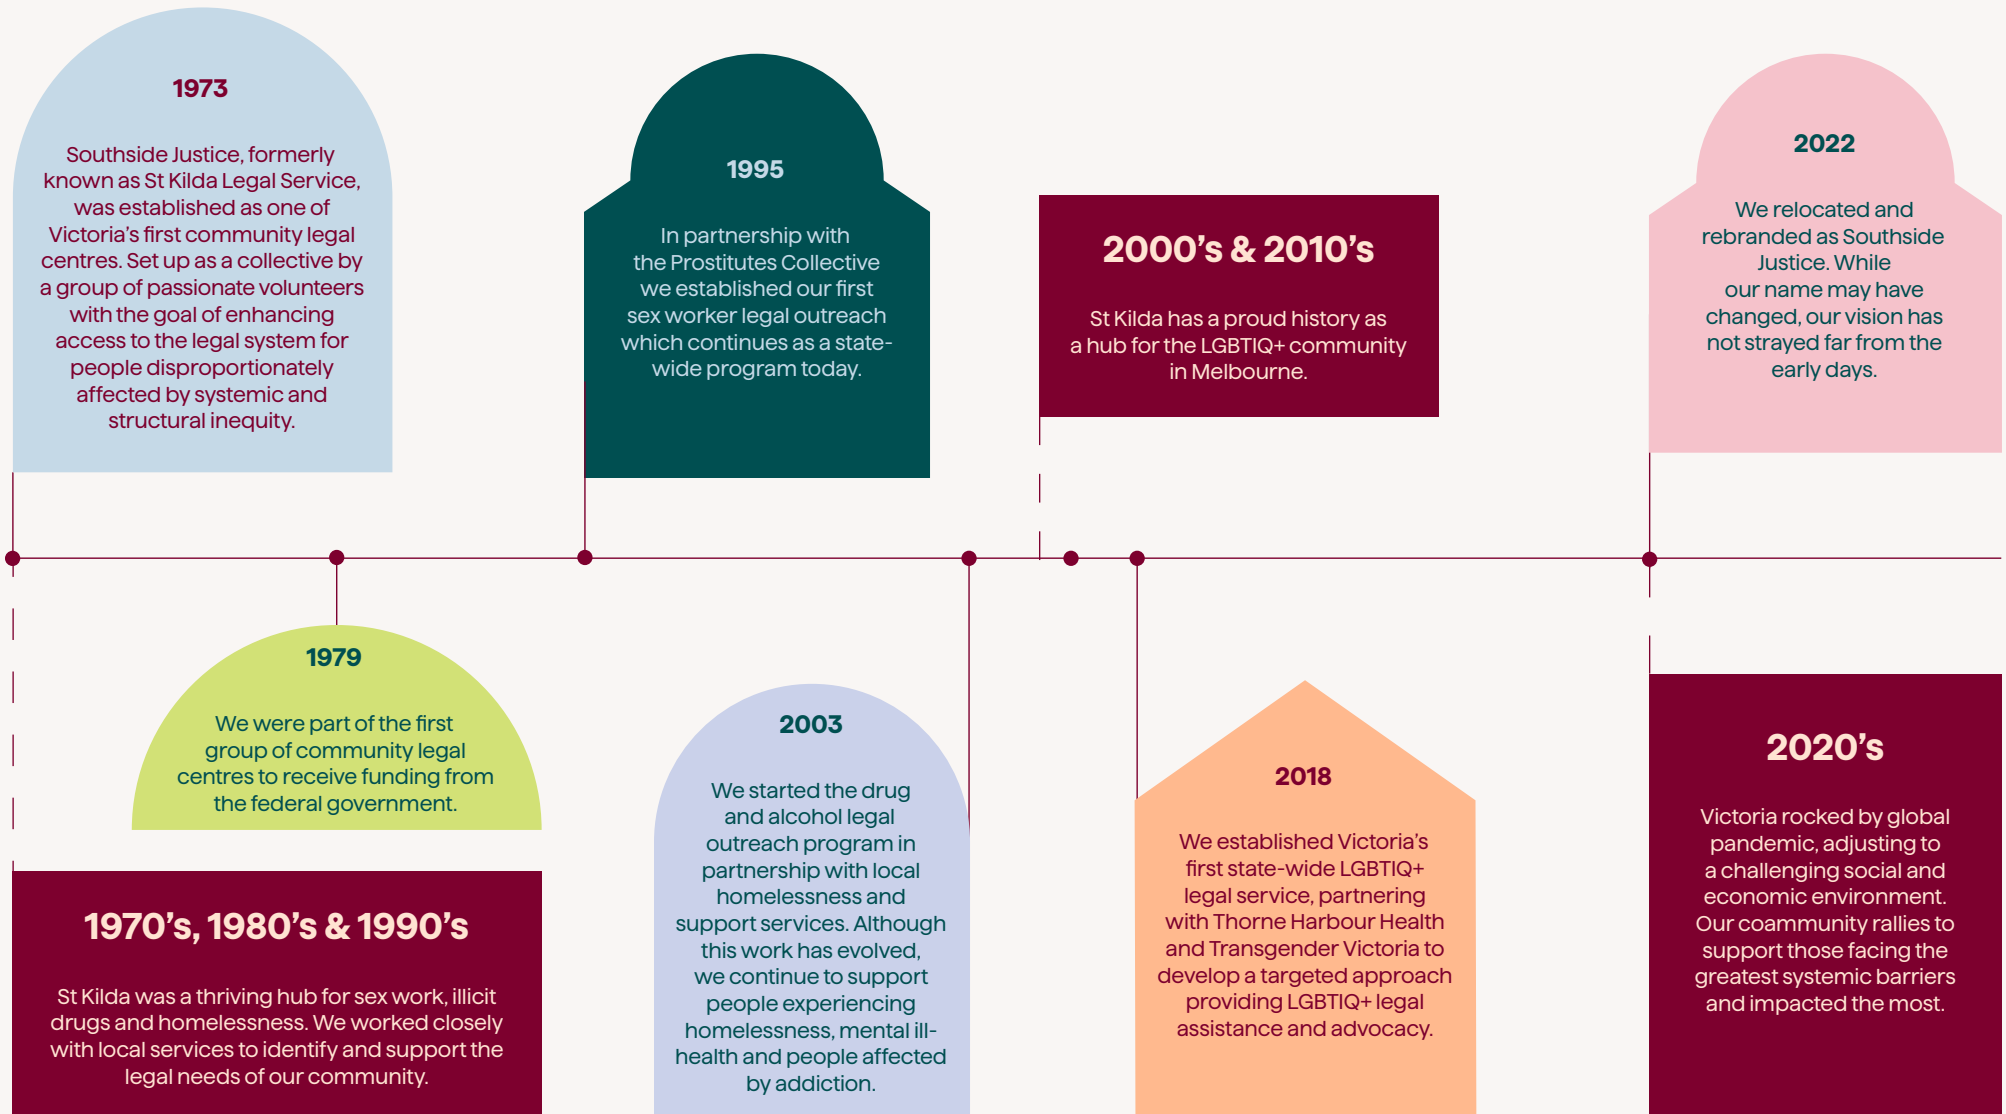 1973
Southside Justice, formerly
known as St Kilda Legal Service,
was established as one of
Victoria’s first community legal
centres. Set up as a collective by
a group of passionate volunteers
with the goal of enhancing
access to the legal system for
people disproportionately
affected by systemic and
structural inequity.
1979
We were part of the first
group of community legal
centres to receive funding from
the federal government.
1970’s, 1980’s & 1990’s
St Kilda was a thriving hub for sex work, illicit
drugs and homelessness. We worked closely
with local services to identify and support the
legal needs of our community.
1995
In partnership with
the Prostitutes Collective
we established our first
sex worker legal outreach
which continues as a state-
wide program today.
2003
We started the drug
and alcohol legal
outreach program in
partnership with local
homelessness and
support services. Although
this work has evolved,
we continue to support
people experiencing
homelessness, mental ill-
health and people affected
by addiction.
2000’s & 2010’s
St Kilda has a proud history as
a hub for the LGBTIQ+ community
in Melbourne.
2018
We established Victoria’s
first state-wide LGBTIQ+
legal service, partnering
with Thorne Harbour Health
and Transgender Victoria to
develop a targeted approach
providing LGBTIQ+ legal
assistance and advocacy.
2022
We relocated and
rebranded as Southside
Justice. While
our name may have
changed, our vision has
not strayed far from the
early days.
2020’s
Victoria rocked by global
pandemic, adjusting to
a challenging social and
economic environment.
Our coammunity rallies to
support those facing the
greatest systemic barriers
and impacted the most.